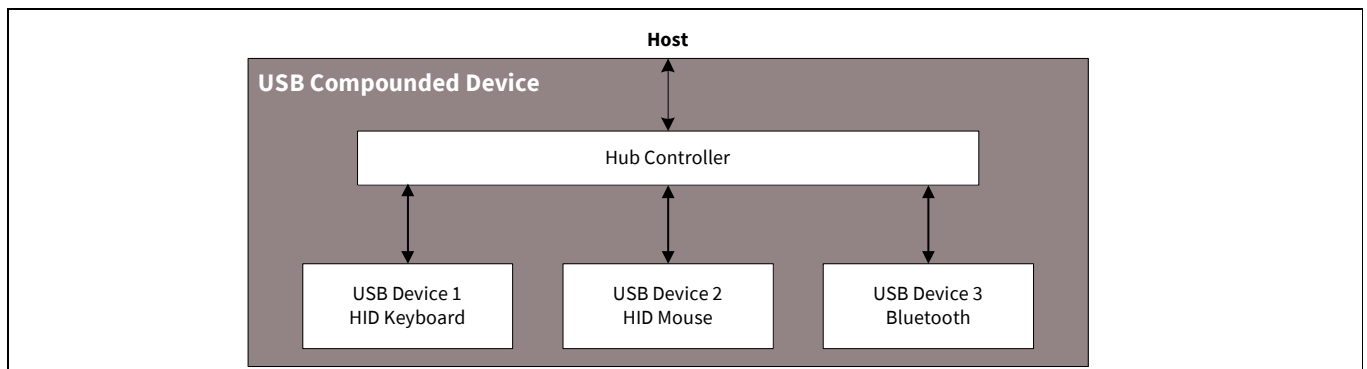 Host
USB Compounded Device
Hub Controller
USB Device 1
HID Keyboard
USB Device 2
HID Mouse
USB Device 3
Bluetooth